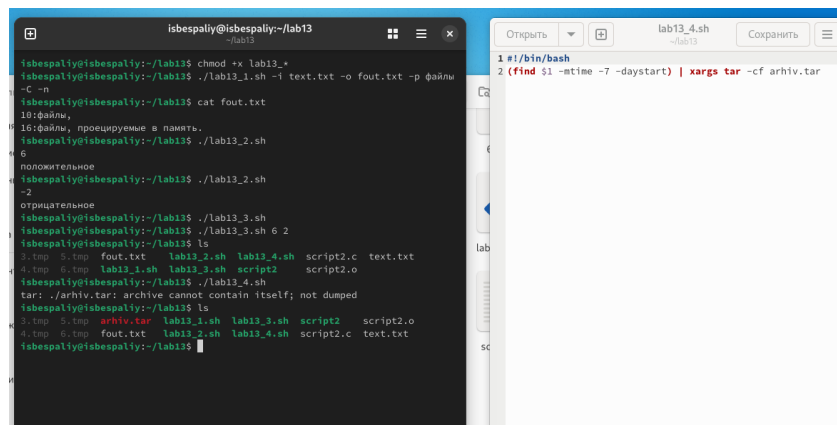 isbespaliy@isbespaliy:~/lab13
~/lab13
isbespaliy@isbespaliy:~/lab13$ chmod +x lab13_*
isbespaliy@isbespaliy:~/lab13$ ./lab13_1.sh -i text.txt -o fout.txt -p файлы
-C -n
isbespaliy@isbespaliy:~/lab13$ cat fout.txt
10:файлы,
16:файлы, проецируемые в память.
isbespaliy@isbespaliy:~/lab13$ ./lab13_2.sh
6
положительное
isbespaliy@isbespaliy:~/lab13$ ./lab13_2.sh
-2
отрицательное
isbespaliy@isbespaliy:~/lab13$ ./lab13_3.sh
isbespaliy@isbespaliy:~/lab13$ ./lab13_3.sh 6 2
isbespaliy@isbespaliy:~/lab13$ ls
3.tmp 5.tmp fout.txt lab13_2.sh lab13_4.sh script2.c text.txt
4.tmp 6.tmp lab13_1.sh lab13_3.sh script2 script2.o
isbespaliy@isbespaliy:~/lab13$ ./lab13_4.sh
tar: ./arhiv.tar: archive cannot contain itself; not dumped
isbespaliy@isbespaliy:~/lab13$ ls
3.tmp 5.tmp arhiv.tar lab13_1.sh lab13_3.sh script2 script2.o
4.tmp 6.tmp fout.txt lab13_2.sh lab13_4.sh script2.c text.txt
isbespaliy@isbespaliy:~/lab13$
lab
sc
Открыть
lab13_4.sh
~/lab13
Сохранить
1 #!/bin/bash
2 (find $1 -mtime -7 -daystart) | xargs tar -cf arhiv.tar